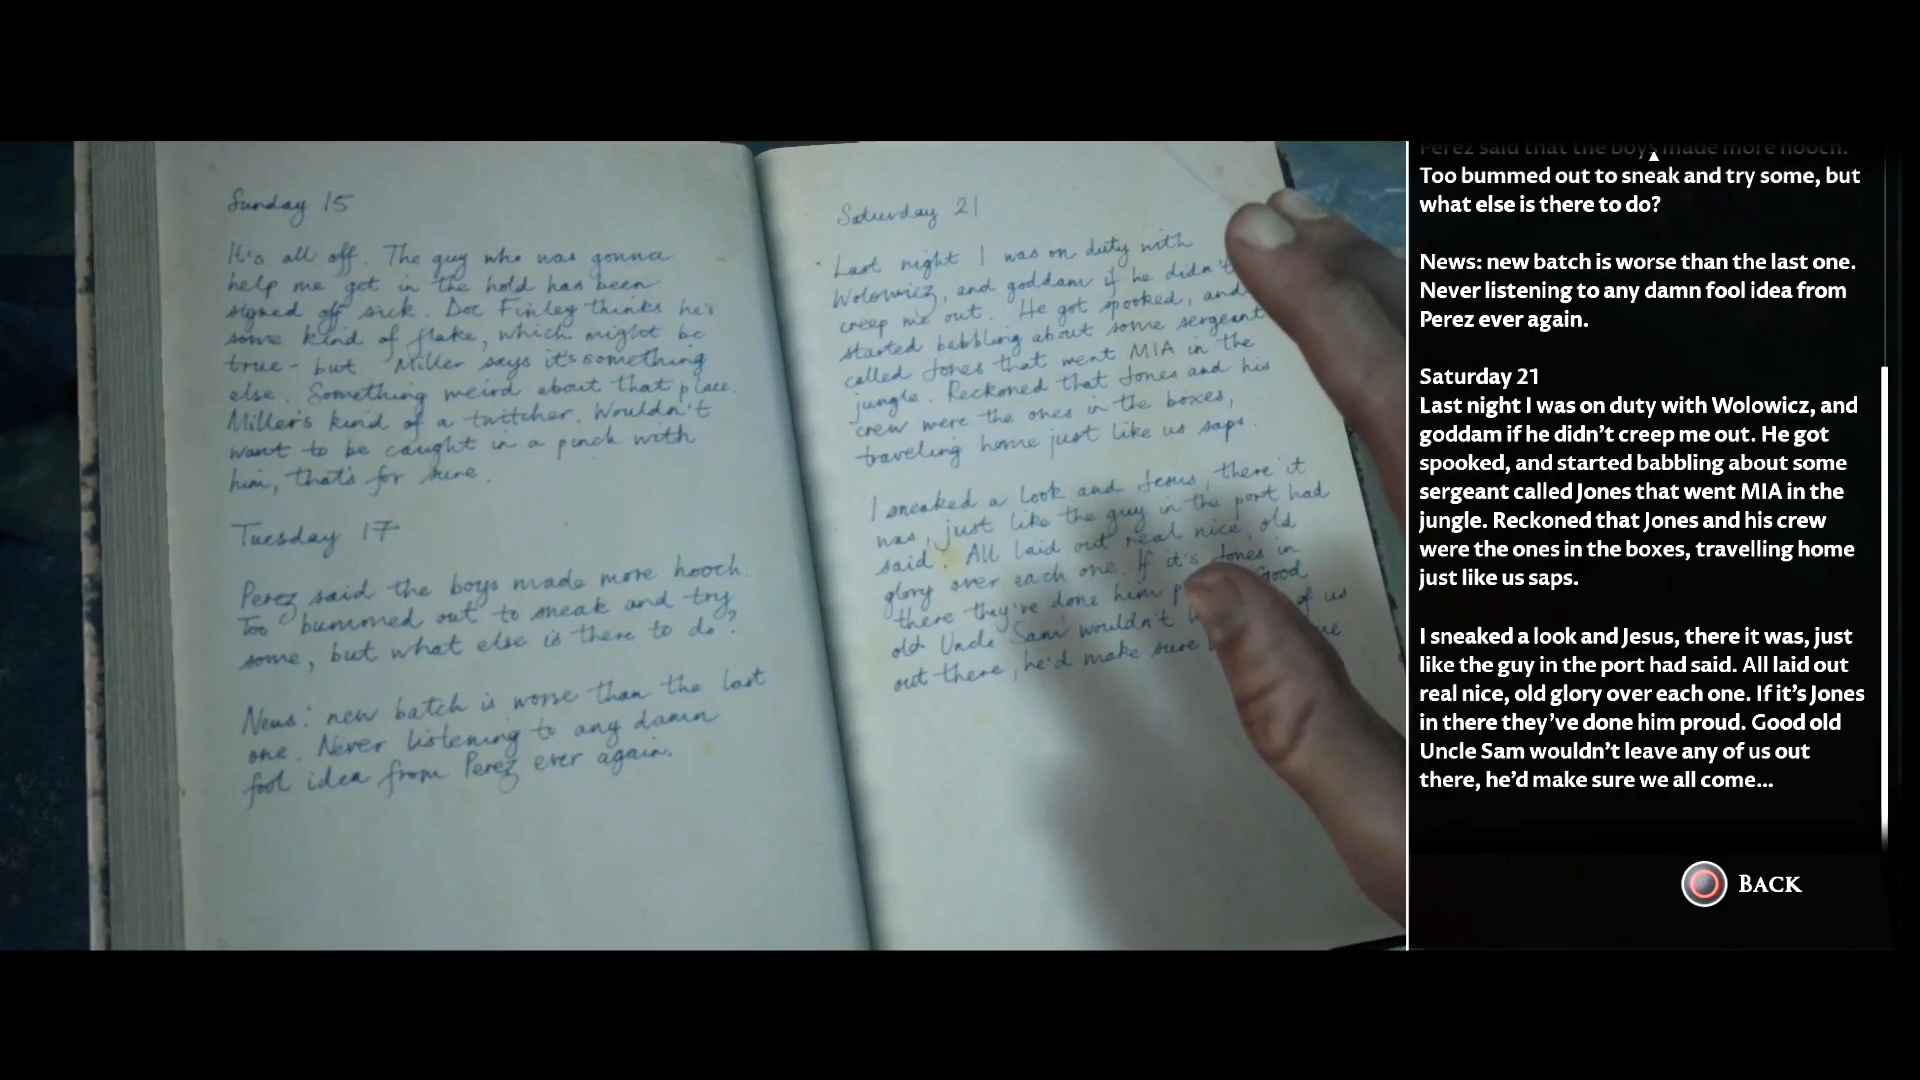 Sunday 15
It's all off. The guy who was gonna
help me get in the hold has been
signed off sick. Doc Finley thinks he's
some kind of flake, which might be
true - but Miller says it's something
else. Something weird about that place.
Miller's kind of a twitcher. Wouldn't
want to be caught in a pinch with
him, that's for sure.
Tuesday 17
Perez said the boys made more hooch.
Too bummed out to sneak and try
some, but what else is there to do?
News: new batch is worse than the last
one. Never listening to any damn
fool idea from Perez ever again.
Saturday 21
Last night I was on duty with
Wolowicz, and goddam if he didn't
creep me out. He got spooked, and
started babbling about some sergeant
called Jones that went MIA in the
jungle. Reckoned that Jones and his
crew were the ones in the boxes,
traveling home just like us saps.
I sneaked a look and Jesus, there it
was, just like the guy in the port had
said. All laid out real nice, old
glory over each one. If it's Jones in
there they've done him Good
old Uncle Sam wouldn't of us
out there, he'd make sure
Perez said that the boys made more hooch.
Too bummed out to sneak and try some, but
what else is there to do?
News: new batch is worse than the last one.
Never listening to any damn fool idea from
Perez ever again.
Saturday 21
Last night I was on duty with Wolowicz, and
goddam if he didn't creep me out. He got
spooked, and started babbling about some
sergeant called Jones that went MIA in the
jungle. Reckoned that Jones and his crew
were the ones in the boxes, travelling home
just like us saps.
I sneaked a look and Jesus, there it was, just
like the guy in the port had said. All laid out
real nice, old glory over each one. If it's Jones
in there they've done him proud. Good old
Uncle Sam wouldn't leave any of us out
there, he'd make sure we all come...
BACK